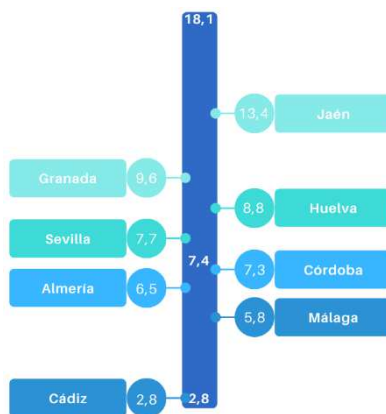 18,1
13,4 Jaén
Granada 9,6
8,8 Huelva
Sevilla 7,7
7,4
7,3 Córdoba
Almería 6,5
5,8 Málaga
Cádiz 2,8
2,8